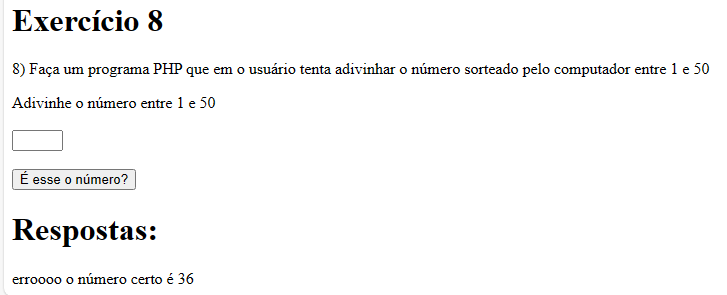 Exercício 8
8) Faça um programa PHP que em o usuário tenta adivinhar o número sorteado pelo computador entre 1 e 50
Adivinhe o número entre 1 e 50
É esse o número?
Respostas:
erroooo o número certo é 36